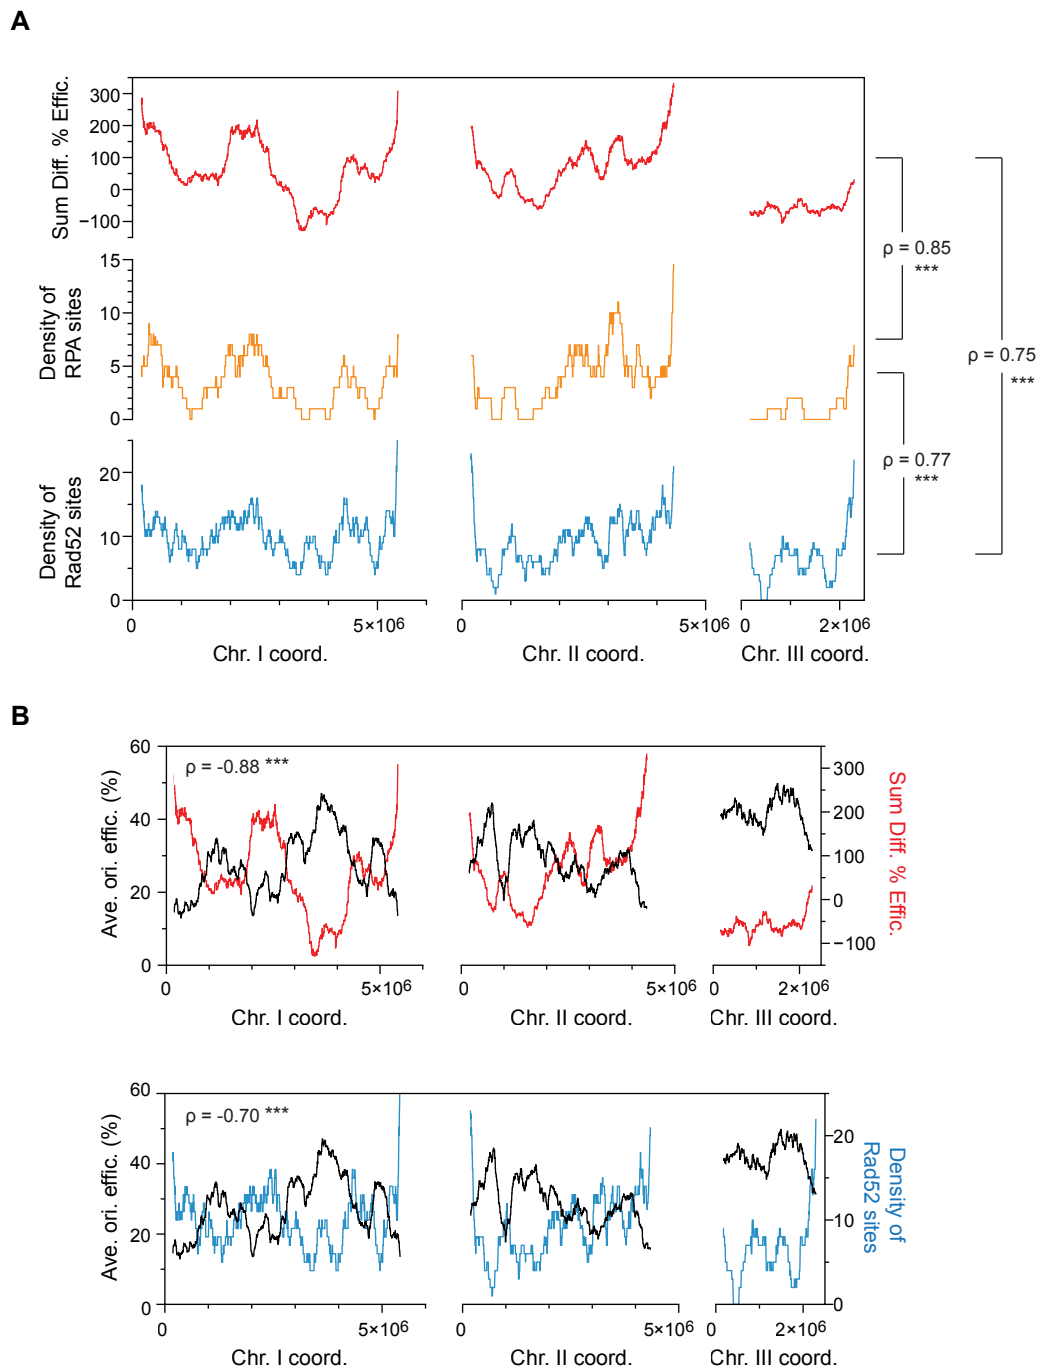 A
Sum Diff. % Effic.
300
200
100
0
−100
Density of
RPA sites
15
10
5
0
Density of
Rad52 sites
20
10
0
ρ = 0.85
***
ρ = 0.77
***
ρ = 0.75
***
0
5×10⁶
0
5×10⁶
0
2×10⁶
Chr. I coord.
Chr. II coord.
Chr. III coord.
B
Ave. ori. effic. (%)
60
40
20
0
ρ = -0.88 ***
300
200
100
0
−100
Sum Diff. % Effic.
0
5×10⁶
0
5×10⁶
0
2×10⁶
Chr. I coord.
Chr. II coord.
Chr. III coord.
Ave. ori. effic. (%)
60
40
20
0
ρ = -0.70 ***
20
10
0
Density of
Rad52 sites
0
5×10⁶
0
5×10⁶
0
2×10⁶
Chr. I coord.
Chr. II coord.
Chr. III coord.